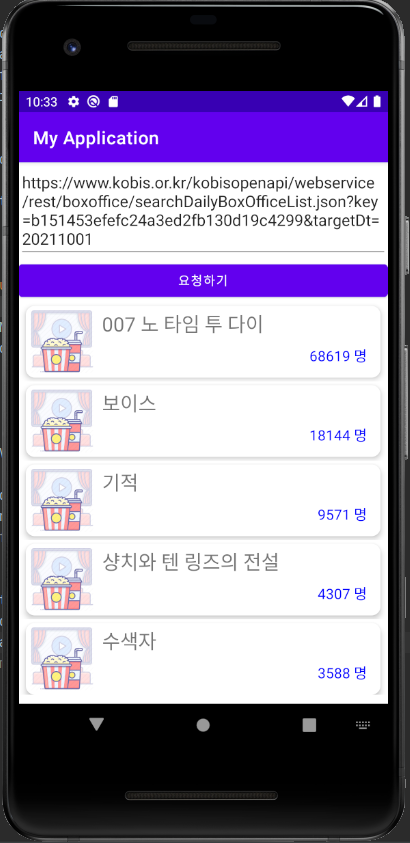 10:33
My Application
https://www.kobis.or.kr/kobisopenapi/webservice
/rest/boxoffice/searchDailyBoxOfficeList.json?key
=b151453efefc24a3ed2fb130d19c4299&targetDt=
20211001
요청하기
007 노 타임 투 다이
68619 명
보이스
18144 명
기적
9571 명
샹치와 텐 링즈의 전설
4307 명
수색자
3588 명